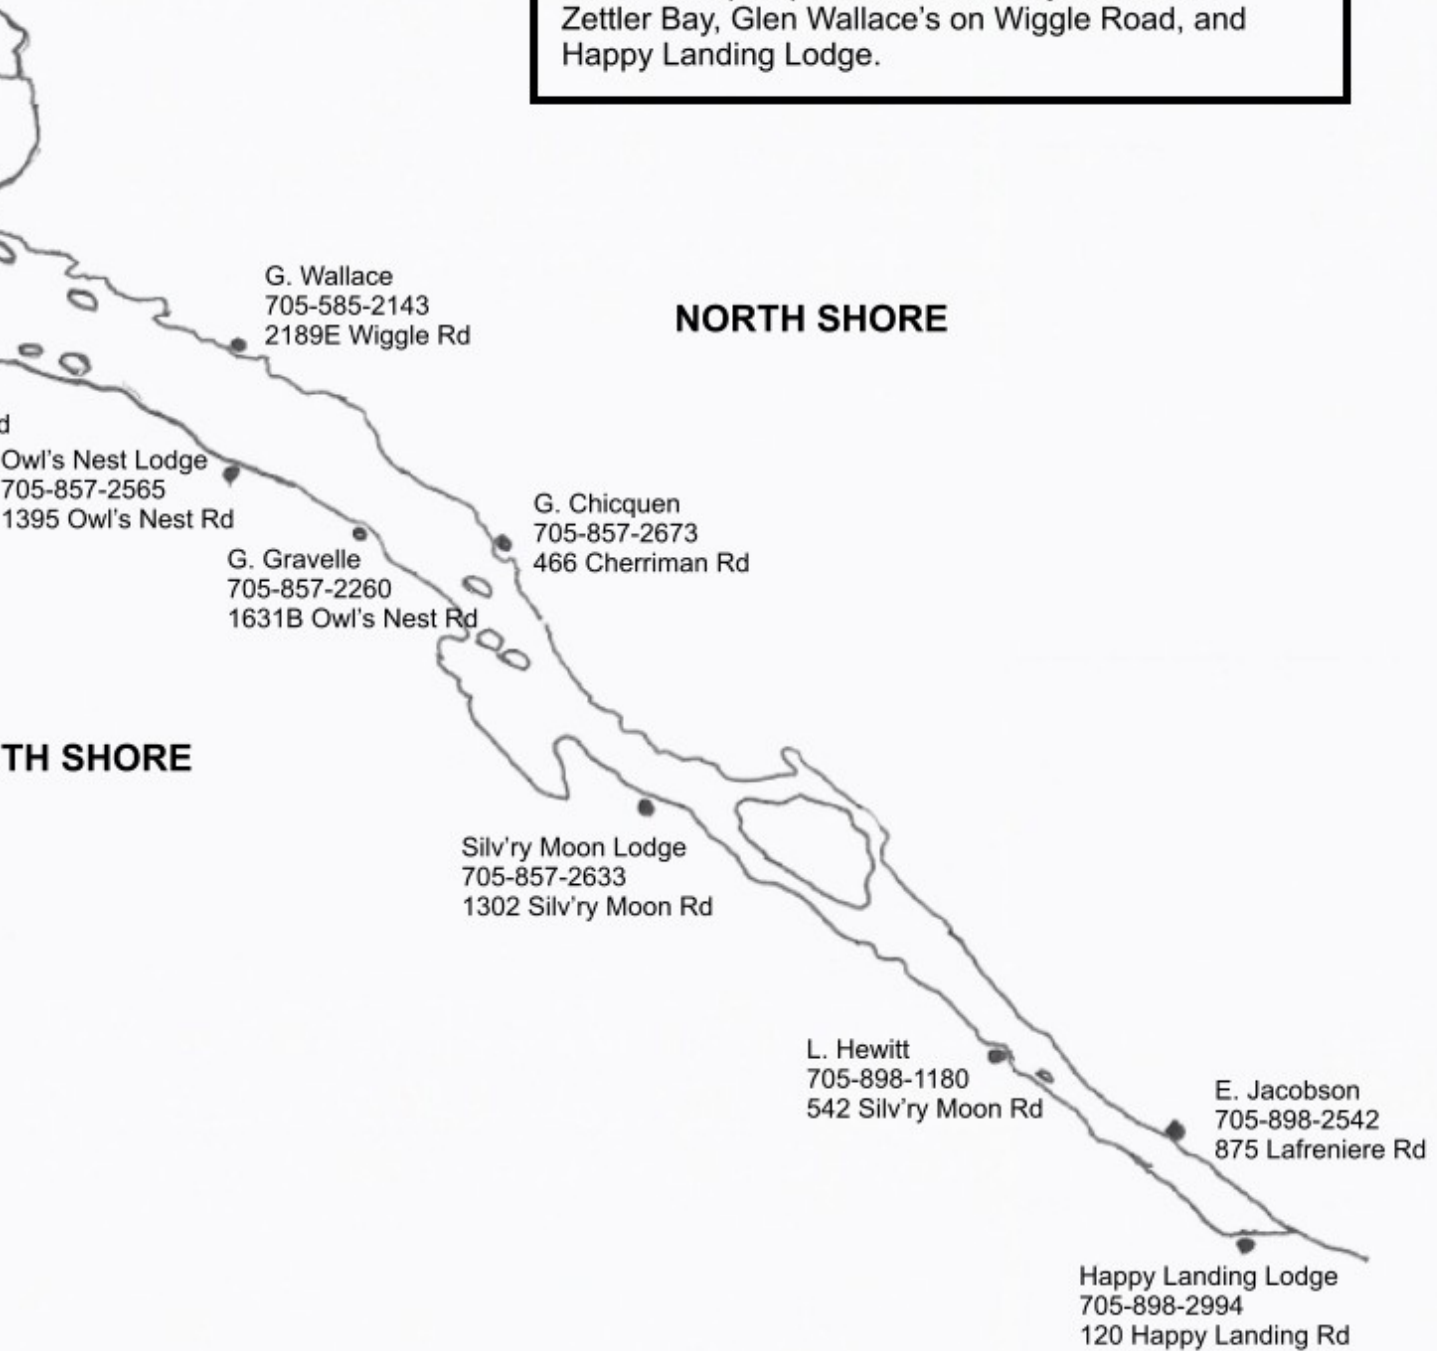 Zettler Bay, Glen Wallace's on Wiggle Road, and
Happy Landing Lodge.
G. Wallace
705-585-2143
2189E Wiggle Rd
NORTH SHORE
d
Owl's Nest Lodge
705-857-2565
1395 Owl's Nest Rd
G. Chicquen
705-857-2673
466 Cherriman Rd
G. Gravelle
705-857-2260
1631B Owl's Nest Rd
TH SHORE
Silv'ry Moon Lodge
705-857-2633
1302 Silv'ry Moon Rd
L. Hewitt
705-898-1180
542 Silv'ry Moon Rd
E. Jacobson
705-898-2542
875 Lafreniere Rd
Happy Landing Lodge
705-898-2994
120 Happy Landing Rd